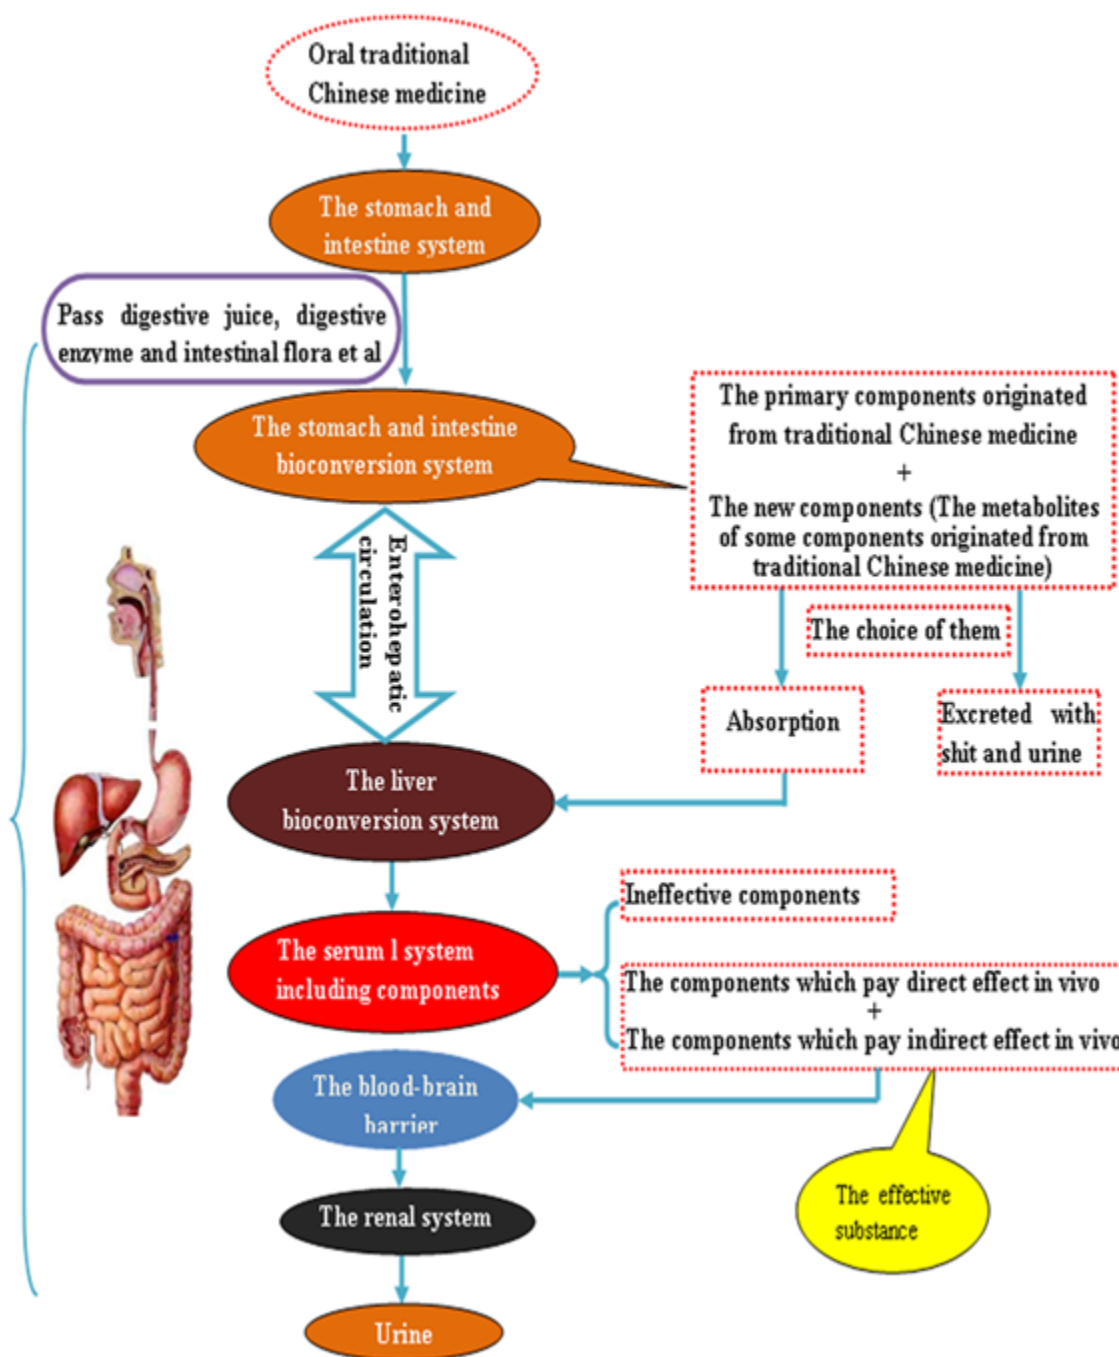 Oral traditional
Chinese medicine
The stomach and
intestine system
Pass digestive juice, digestive
enzyme and intestinal flora et al
The stomach and intestine
bioconversion system
The primary components originated
from traditional Chinese medicine
+
The new components (The metabolites
of some components originated from
traditional Chinese medicine)
Enterohepatic
circulation
The choice of them
Absorption
Excreted with
shit and urine
The liver
bioconversion system
Ineffective components
The serum l system
including components
The components which pay direct effect in vivo
+
The components which pay indirect effect in vivo
The blood-brain
barrier
The effective
substance
The renal system
Urine